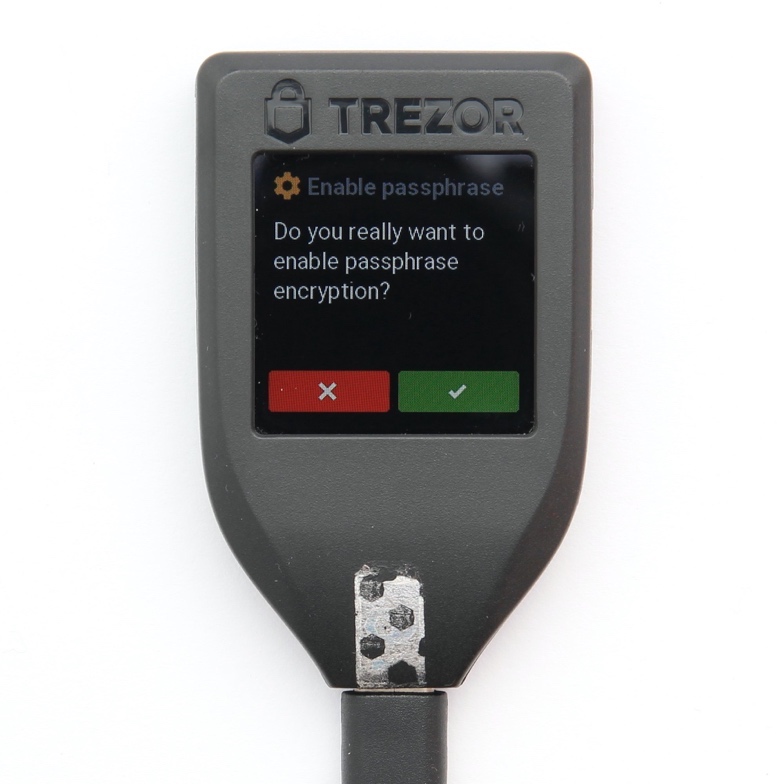 TREZOR
Enable passphrase
Do you really want to
enable passphrase
encryption?